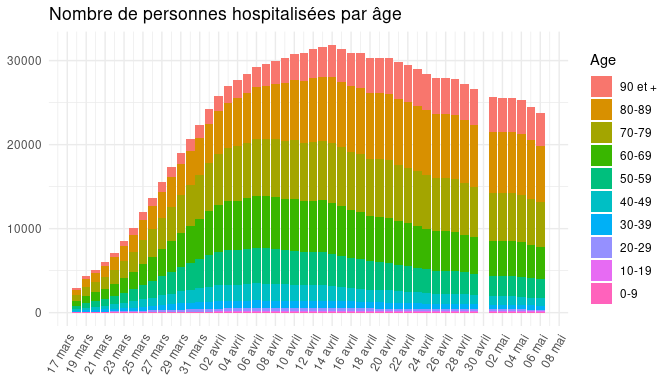 Nombre de personnes hospitalisées par âge
30000
20000
10000
0
17 mars
19 mars
21 mars
23 mars
25 mars
27 mars
29 mars
31 mars
02 avril
04 avril
06 avril
08 avril
10 avril
12 avril
14 avril
16 avril
18 avril
20 avril
22 avril
24 avril
26 avril
28 avril
30 avril
02 mai
04 mai
06 mai
08 mai
Age
90 et +
80-89
70-79
60-69
50-59
40-49
30-39
20-29
10-19
0-9